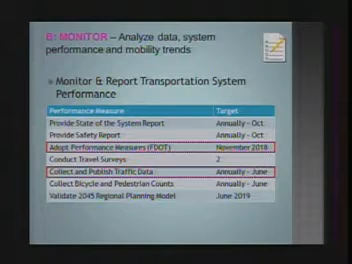 B: MONITOR – Analyze data, system
performance and mobility trends
Monitor & Report Transportation System
Performance
Performance Measure Target
Provide State of the System Report Annually - Oct
Provide Safety Report Annually - Oct
Adopt Performance Measures (FDOT) November 2018
Conduct Travel Surveys 2
Collect and Publish Traffic Data Annually - June
Collect Bicycle and Pedestrian Counts Annually - June
Validate 2045 Regional Planning Model June 2019